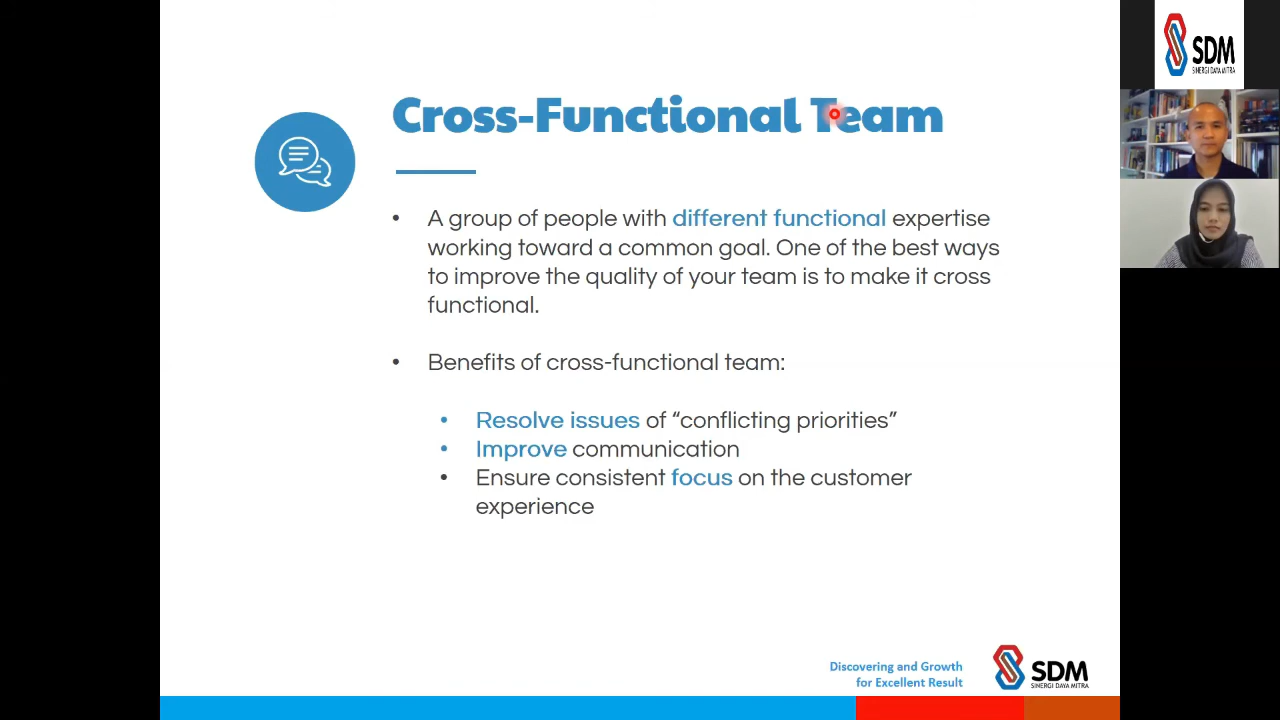 Cross-Functional Team
• A group of people with different functional expertise
working toward a common goal. One of the best ways
to improve the quality of your team is to make it cross
functional.
• Benefits of cross-functional team:
• Resolve issues of “conflicting priorities”
• Improve communication
• Ensure consistent focus on the customer
experience
Discovering and Growth
for Excellent Result
SDM
SINERGI DAYA MITRA
SDM
SINERGI DAYA MITRA